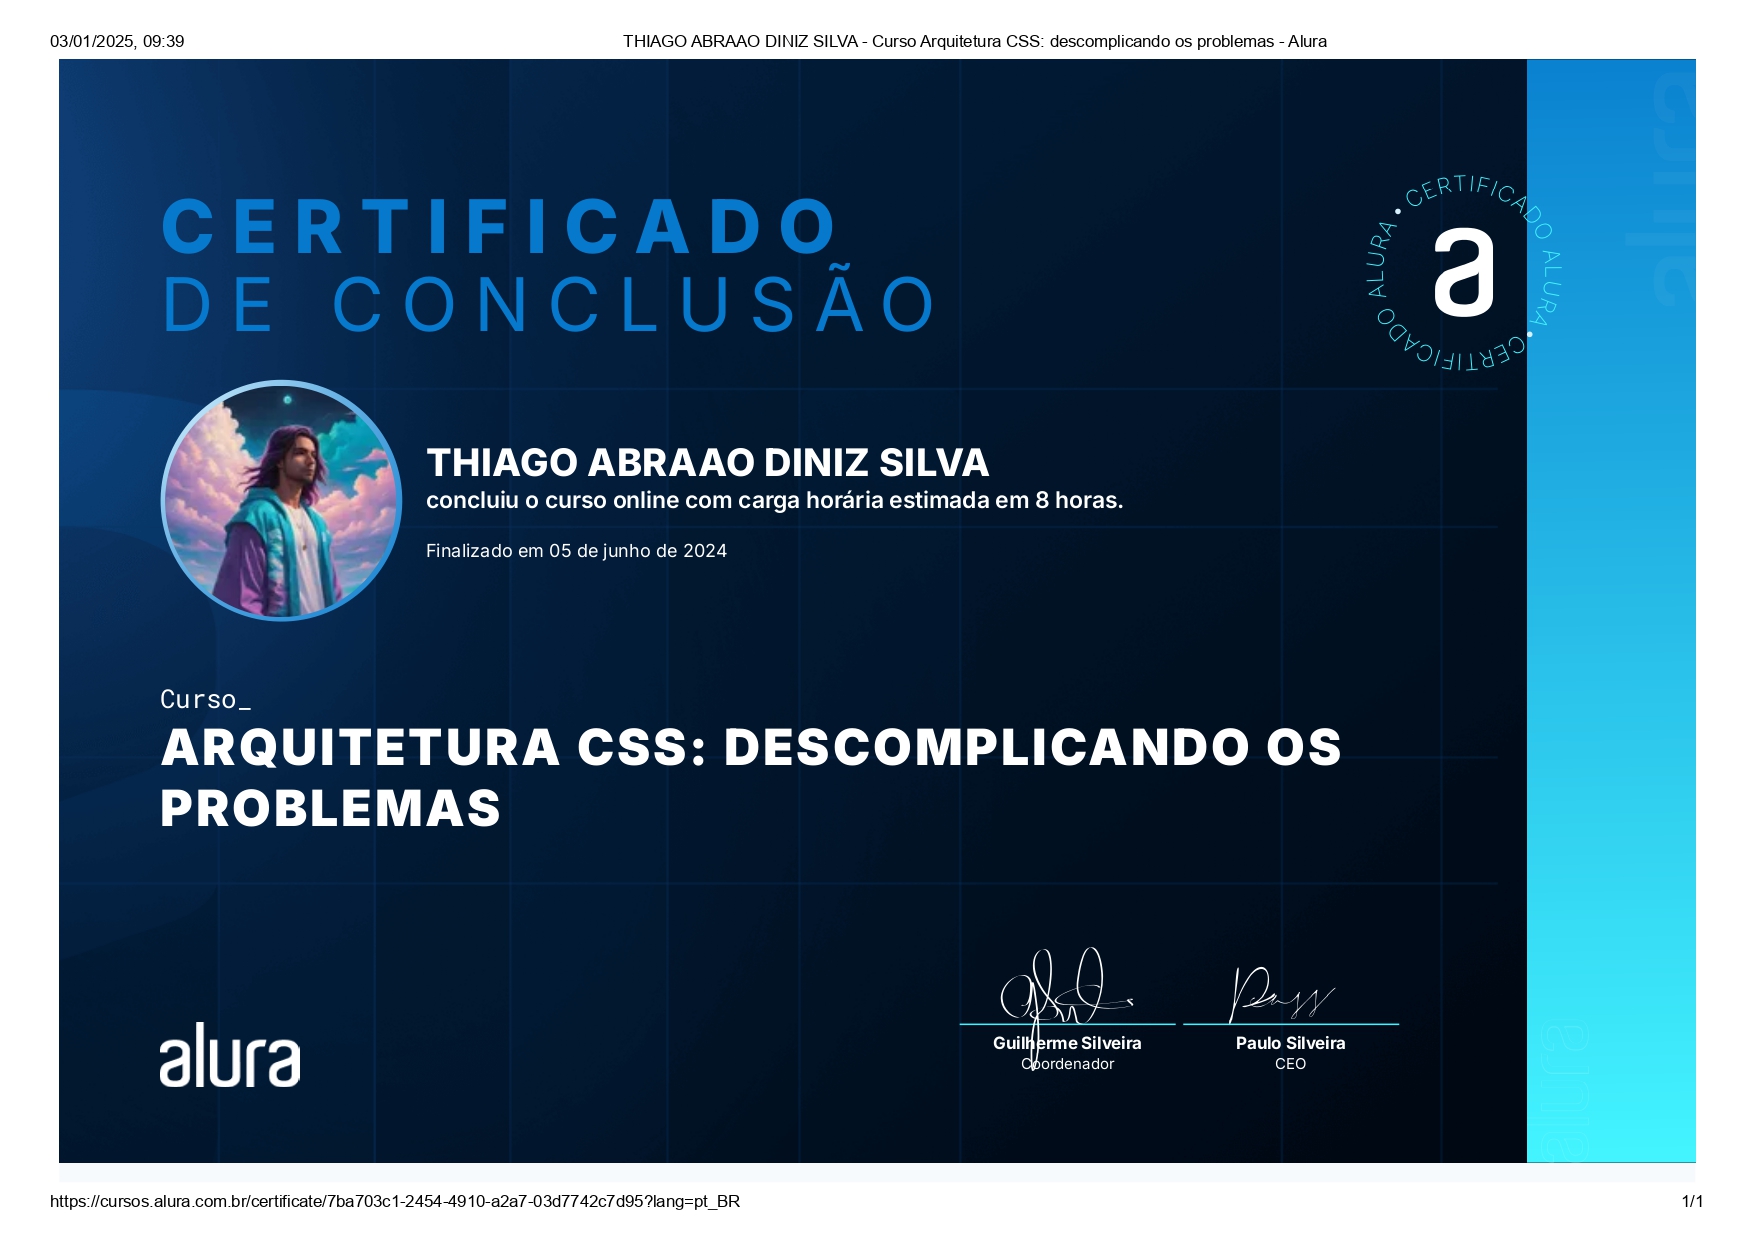 03/01/2025, 09:39
THIAGO ABRAAO DINIZ SILVA - Curso Arquitetura CSS: descomplicando os problemas - Alura
alura
CERTIFICADO
DE CONCLUSÃO
CERTIFICADO ALURA • CERTIFICADO ALURA •
a
THIAGO ABRAAO DINIZ SILVA
concluiu o curso online com carga horária estimada em 8 horas.
Finalizado em 05 de junho de 2024
Curso_
ARQUITETURA CSS: DESCOMPLICANDO OS
PROBLEMAS
Guilherme Silveira
Coordenador
Paulo Silveira
CEO
alura
alura
https://cursos.alura.com.br/certificate/7ba703c1-2454-4910-a2a7-03d7742c7d95?lang=pt_BR
1/1